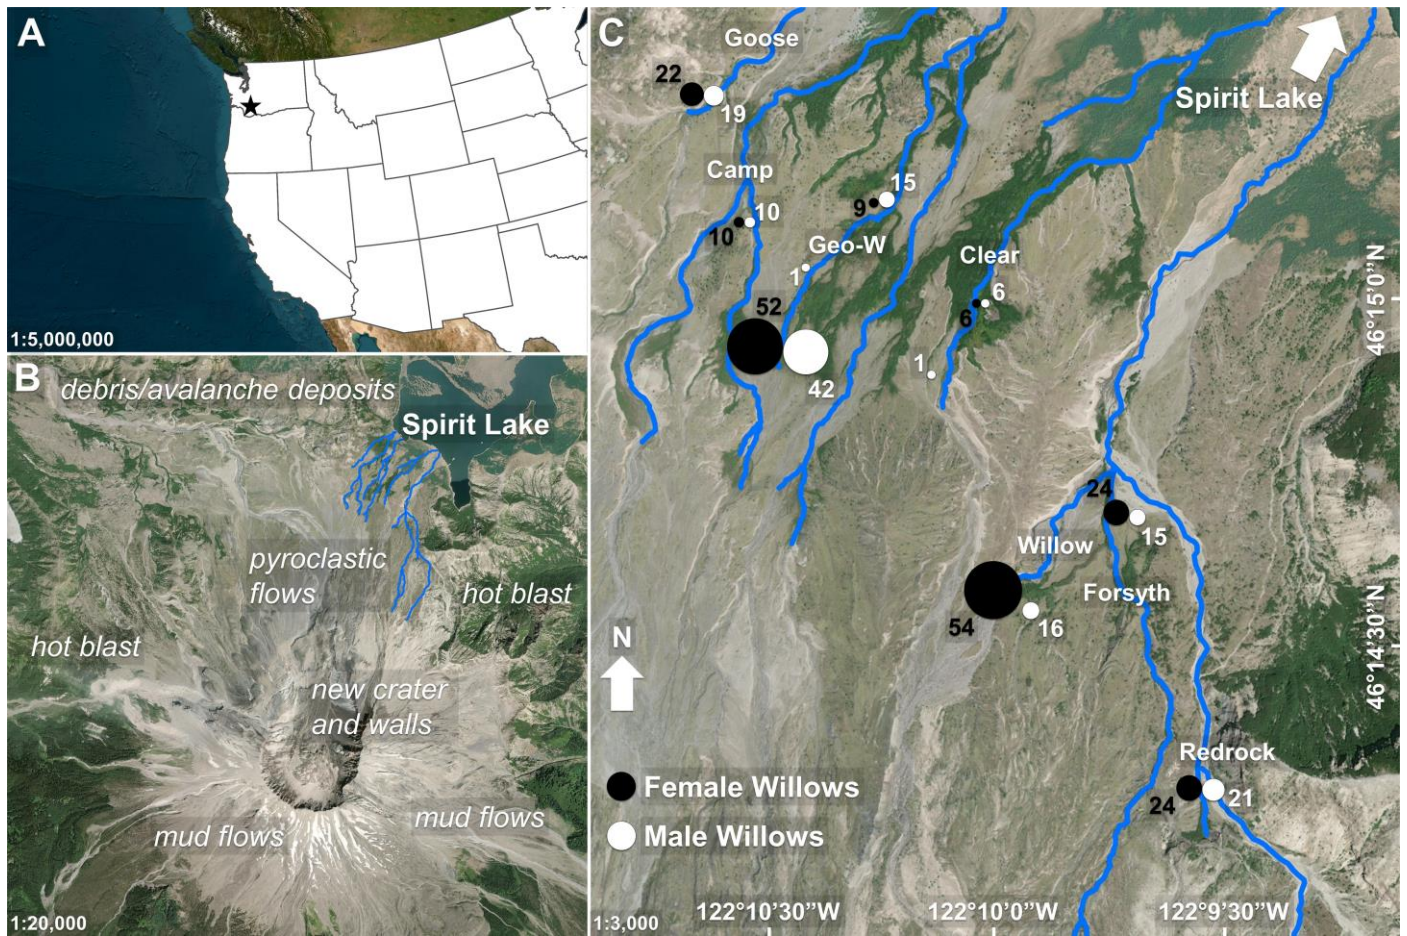 A
1:5,000,000
B
debris/avalanche deposits
Spirit Lake
pyroclastic
flows
hot blast
hot blast
new crater
and walls
mud flows
mud flows
1:20,000
C
Goose
22
19
Spirit Lake
Camp
15
9
10
10
Geo-W
Clear
1
6
6
52
42
1
46°15’0”N
24
15
Willow
Forsyth
54
16
N
46°14’30”N
Redrock
24
21
Female Willows
Male Willows
1:3,000
122°10’30”W
122°10’0”W
122°9’30”W